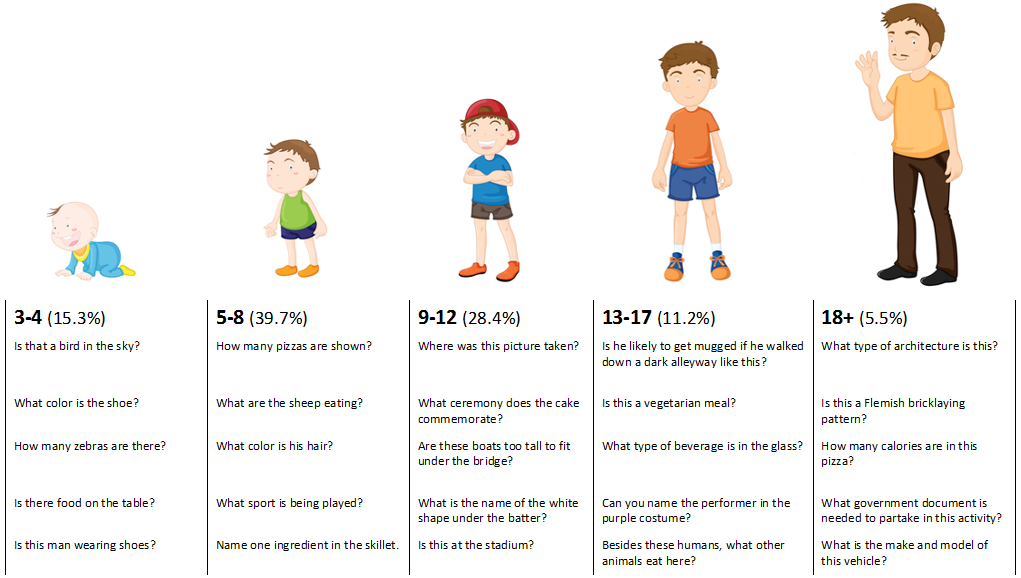 3-4 (15.3%)
Is that a bird in the sky?
What color is the shoe?
How many zebras are there?
Is there food on the table?
Is this man wearing shoes?
5-8 (39.7%)
How many pizzas are shown?
What are the sheep eating?
What color is his hair?
What sport is being played?
Name one ingredient in the skillet.
9-12 (28.4%)
Where was this picture taken?
What ceremony does the cake
commemorate?
Are these boats too tall to fit
under the bridge?
What is the name of the white
shape under the batter?
Is this at the stadium?
13-17 (11.2%)
Is he likely to get mugged if he walked
down a dark alleyway like this?
Is this a vegetarian meal?
What type of beverage is in the glass?
Can you name the performer in the
purple costume?
Besides these humans, what other
animals eat here?
18+ (5.5%)
What type of architecture is this?
Is this a Flemish bricklaying
pattern?
How many calories are in this
pizza?
What government document is
needed to partake in this activity?
What is the make and model of
this vehicle?